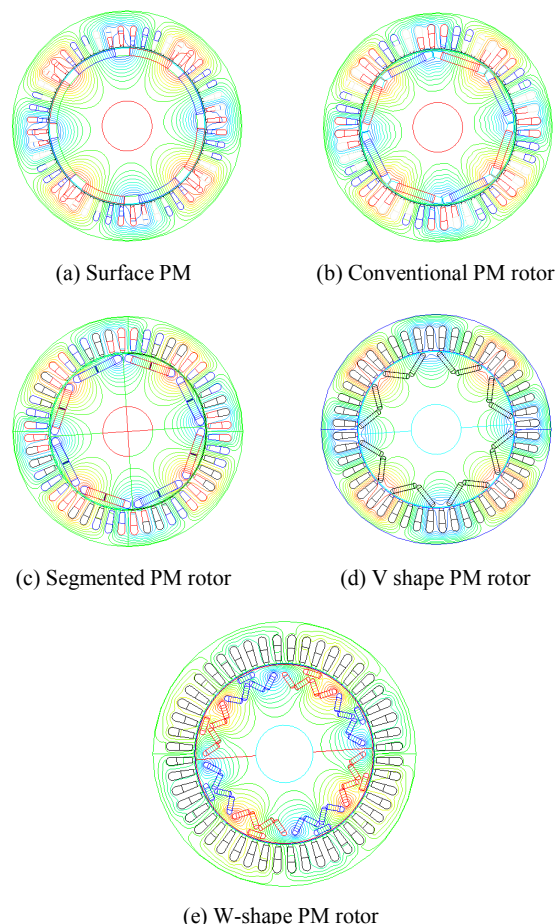 (a) Surface PM
(b) Conventional PM rotor
(c) Segmented PM rotor
(d) V shape PM rotor
(e) W-shape PM rotor